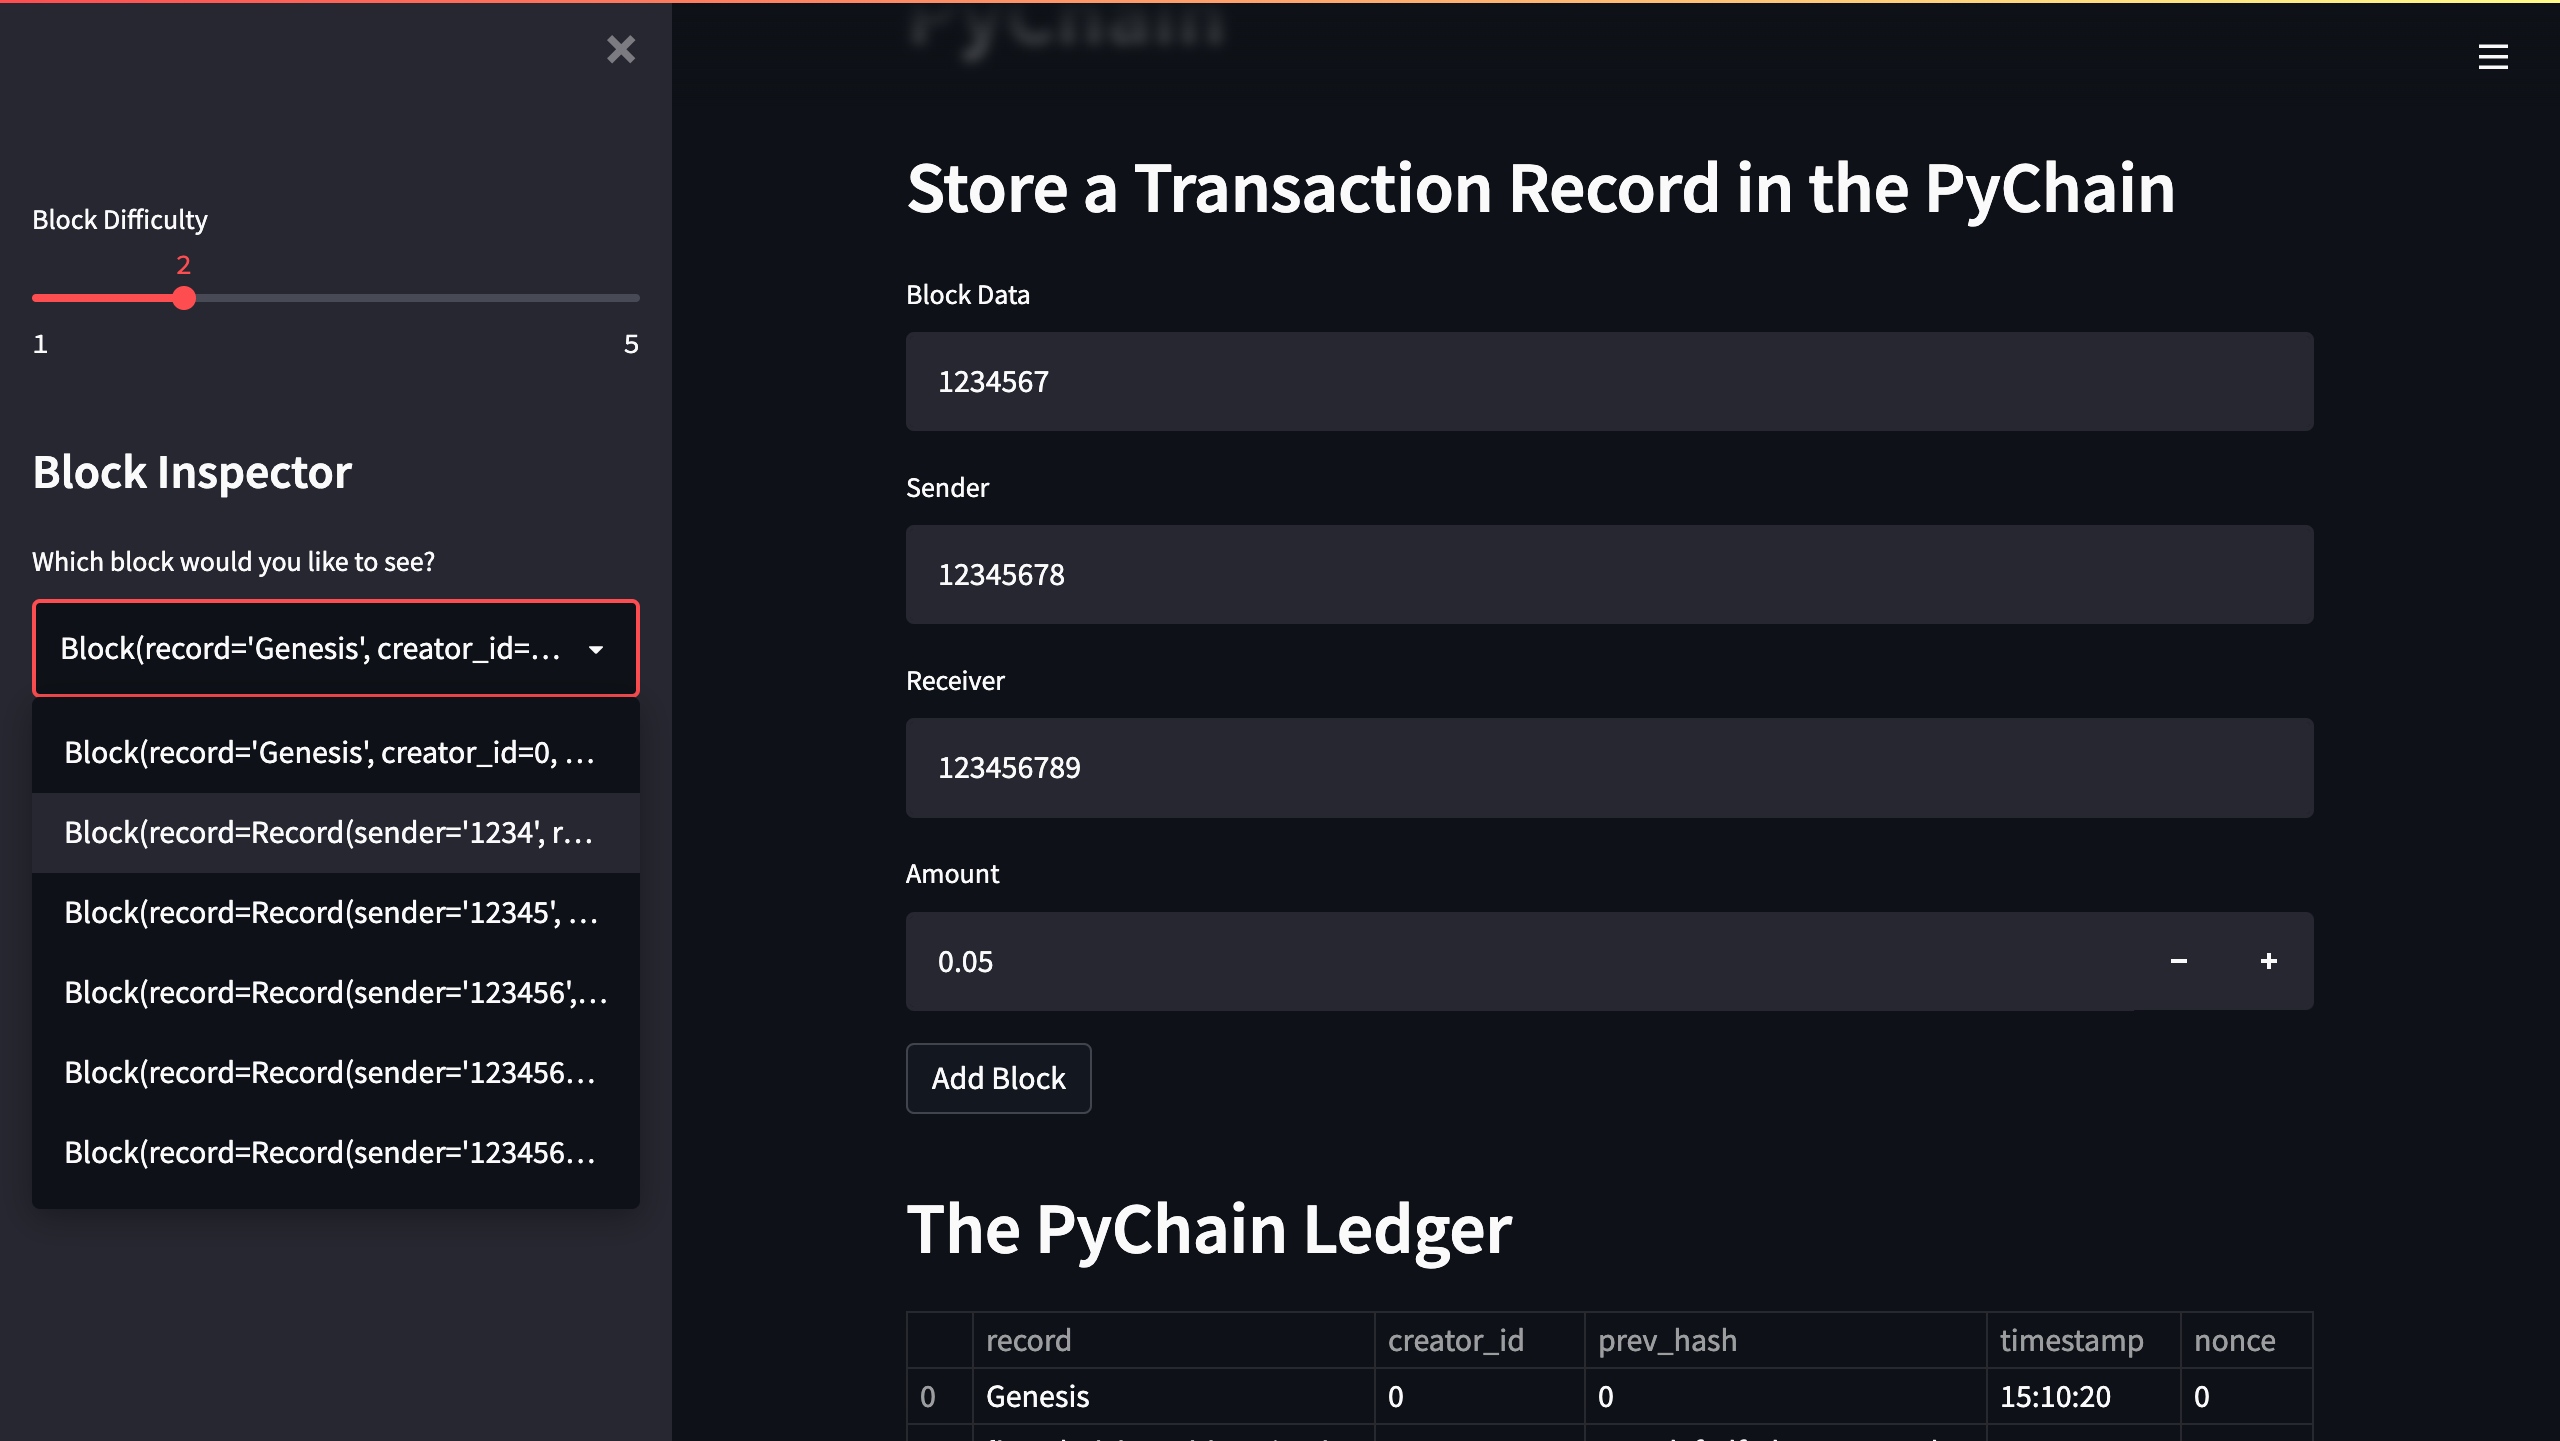 Block Difficulty
2
1 5
Block Inspector
Which block would you like to see?
Block(record='Genesis', creator_id=...
Block(record='Genesis', creator_id=0, ...
Block(record=Record(sender='1234', r...
Block(record=Record(sender='12345', ...
Block(record=Record(sender='123456',...
Block(record=Record(sender='123456...
Block(record=Record(sender='123456...
PyChain
Store a Transaction Record in the PyChain
Block Data
1234567
Sender
12345678
Receiver
123456789
Amount
0.05
Add Block
The PyChain Ledger
record creator_id prev_hash timestamp nonce
0 Genesis 0 0 15:10:20 0